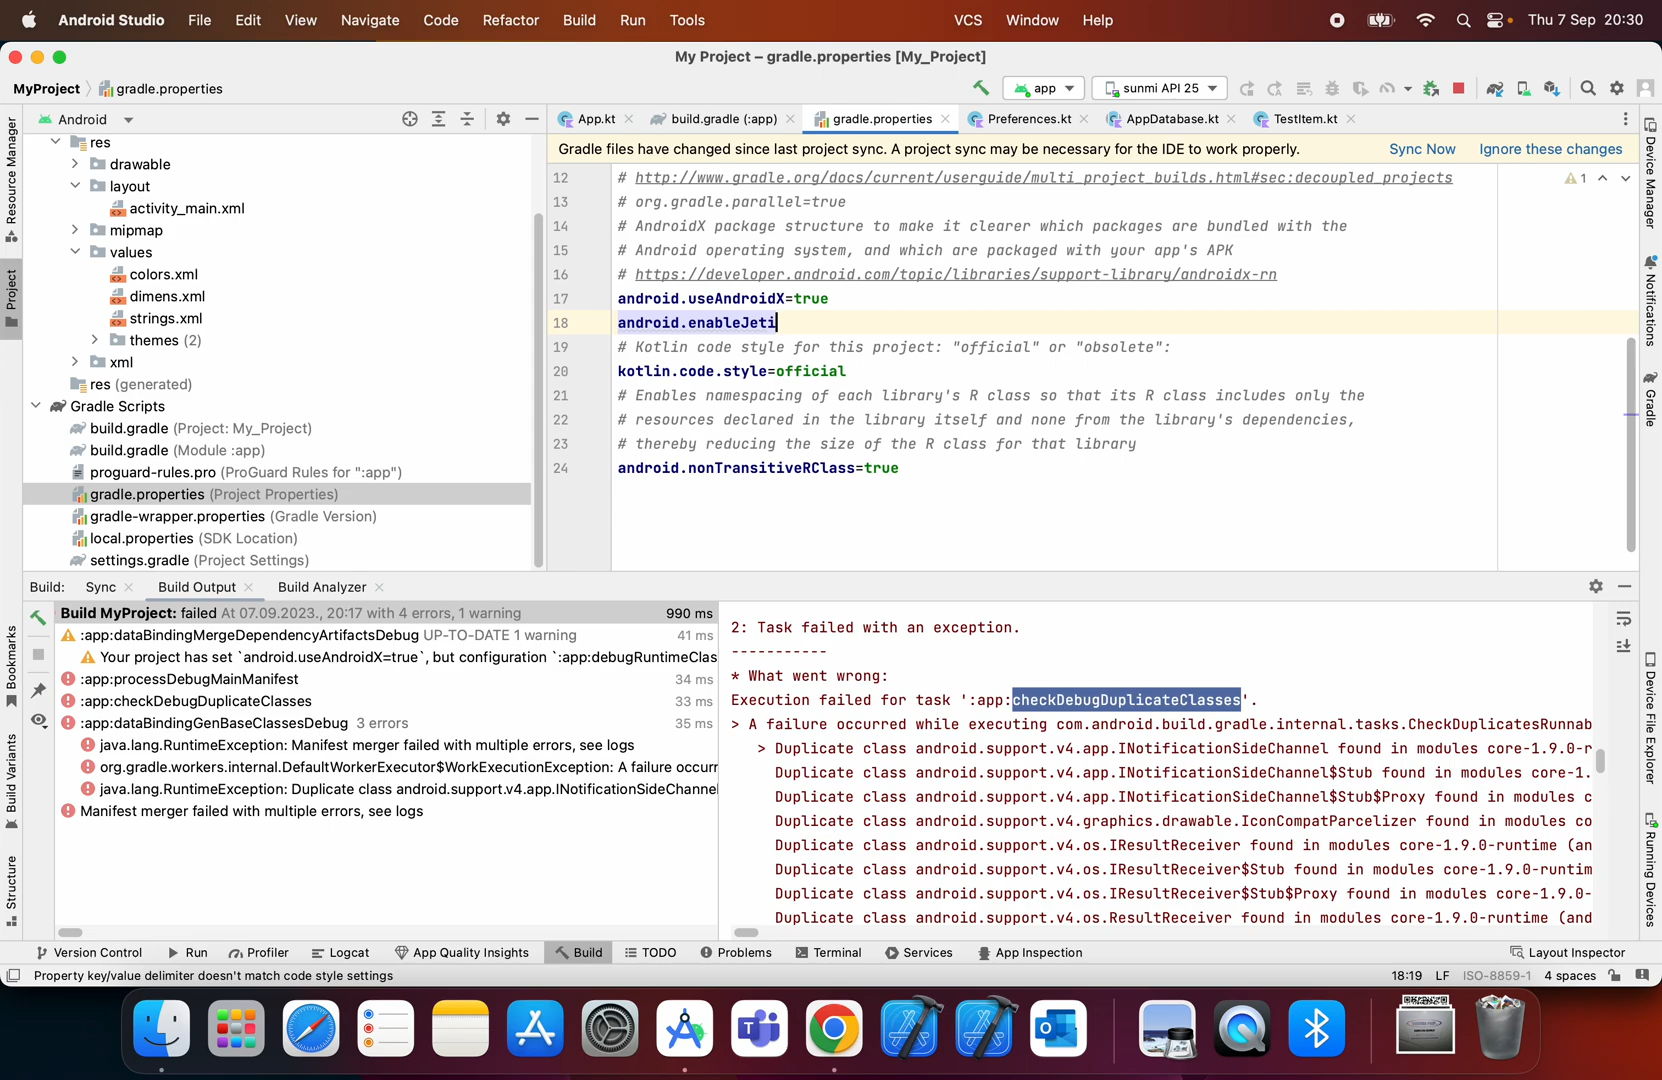 Android Studio File Edit View Navigate Code Refactor Build Run Tools VCS Window Help Thu 7 Sep 20:30
My Project – gradle.properties [My_Project]
MyProject gradle.properties app sunmi API 25
Android
App.kt build.gradle (:app) gradle.properties Preferences.kt AppDatabase.kt TestItem.kt
Gradle files have changed since last project sync. A project sync may be necessary for the IDE to work properly. Sync Now Ignore these changes
res
drawable
layout
activity_main.xml
mipmap
values
colors.xml
dimens.xml
strings.xml
themes (2)
xml
res (generated)
Gradle Scripts
build.gradle (Project: My_Project)
build.gradle (Module :app)
proguard-rules.pro (ProGuard Rules for ":app")
gradle.properties (Project Properties)
gradle-wrapper.properties (Gradle Version)
local.properties (SDK Location)
settings.gradle (Project Settings)
12 # http://www.gradle.org/docs/current/userguide/multi_project_builds.html#sec:decoupled_projects
1
13 # org.gradle.parallel=true
14 # AndroidX package structure to make it clearer which packages are bundled with the
15 # Android operating system, and which are packaged with your app's APK
16 # https://developer.android.com/topic/libraries/support-library/androidx-rn
17 android.useAndroidX=true
18 android.enableJeti
19 # Kotlin code style for this project: "official" or "obsolete":
20 kotlin.code.style=official
21 # Enables namespacing of each library's R class so that its R class includes only the
22 # resources declared in the library itself and none from the library's dependencies,
23 # thereby reducing the size of the R class for that library
24 android.nonTransitiveRClass=true
Resource Manager
Project
Bookmarks
Build Variants
Structure
Device Manager
Notifications
Gradle
Device File Explorer
Running Devices
Build: Sync Build Output Build Analyzer
Build MyProject: failed At 07.09.2023., 20:17 with 4 errors, 1 warning 990 ms
:app:dataBindingMergeDependencyArtifactsDebug UP-TO-DATE 1 warning 41 ms
Your project has set `android.useAndroidX=true`, but configuration `:app:debugRuntimeClas
:app:processDebugMainManifest 34 ms
:app:checkDebugDuplicateClasses 33 ms
:app:dataBindingGenBaseClassesDebug 3 errors 35 ms
java.lang.RuntimeException: Manifest merger failed with multiple errors, see logs
org.gradle.workers.internal.DefaultWorkerExecutor$WorkExecutionException: A failure occurr
java.lang.RuntimeException: Duplicate class android.support.v4.app.INotificationSideChanne
Manifest merger failed with multiple errors, see logs
2: Task failed with an exception.
-----------
* What went wrong:
Execution failed for task ':app:checkDebugDuplicateClasses'.
> A failure occurred while executing com.android.build.gradle.internal.tasks.CheckDuplicatesRunnab
> Duplicate class android.support.v4.app.INotificationSideChannel found in modules core-1.9.0-r
Duplicate class android.support.v4.app.INotificationSideChannel$Stub found in modules core-1.
Duplicate class android.support.v4.app.INotificationSideChannel$Stub$Proxy found in modules c
Duplicate class android.support.v4.graphics.drawable.IconCompatParcelizer found in modules co
Duplicate class android.support.v4.os.IResultReceiver found in modules core-1.9.0-runtime (an
Duplicate class android.support.v4.os.IResultReceiver$Stub found in modules core-1.9.0-runtim
Duplicate class android.support.v4.os.IResultReceiver$Stub$Proxy found in modules core-1.9.0-
Duplicate class android.support.v4.os.ResultReceiver found in modules core-1.9.0-runtime (and
Version Control Run Profiler Logcat App Quality Insights Build TODO Problems Terminal Services App Inspection Layout Inspector
Property key/value delimiter doesn't match code style settings 18:19 LF ISO-8859-1 4 spaces